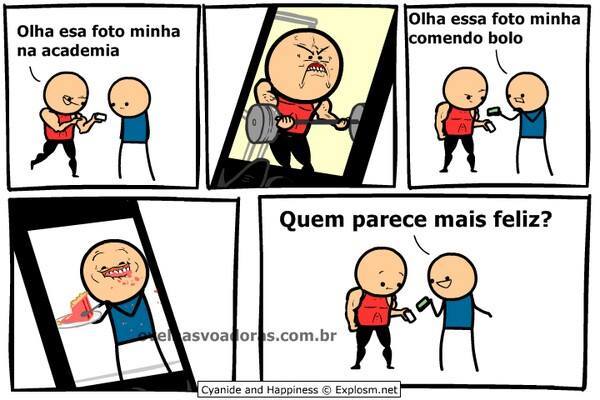 Olha esa foto minha
na academia
Olha essa foto minha
comendo bolo
ovelhasvoadoras.com.br
Quem parece mais feliz?
Cyanide and Happiness © Explosm.net